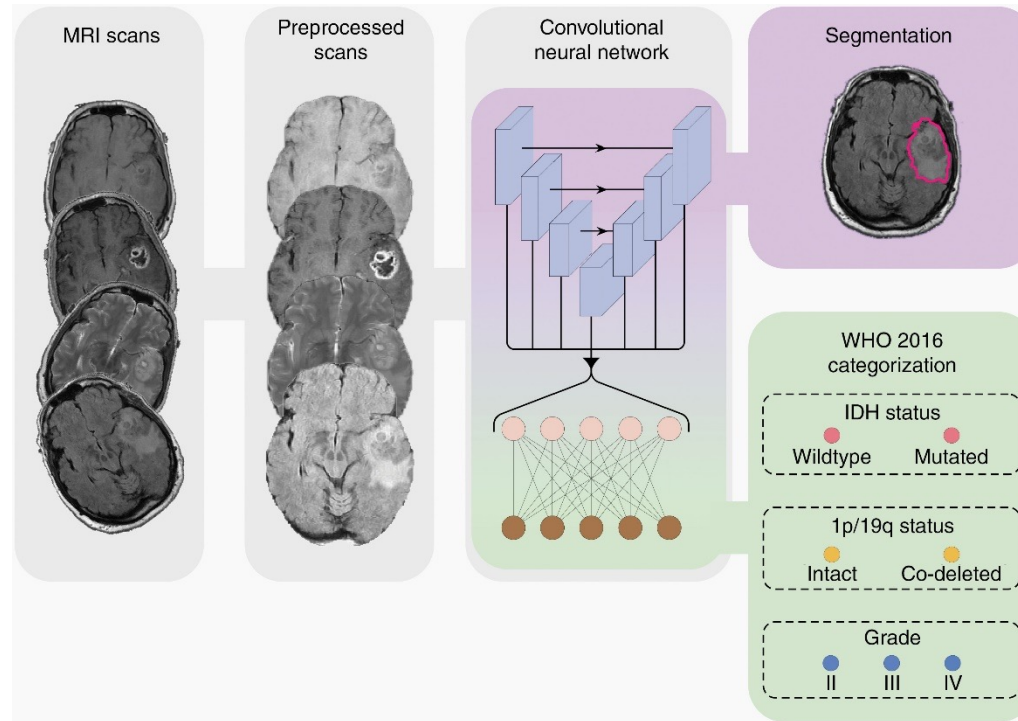 MRI scans
Preprocessed
scans
Convolutional
neural network
Segmentation
WHO 2016
categorization
IDH status
Wildtype Mutated
1p/19q status
Intact Co-deleted
Grade
II III IV